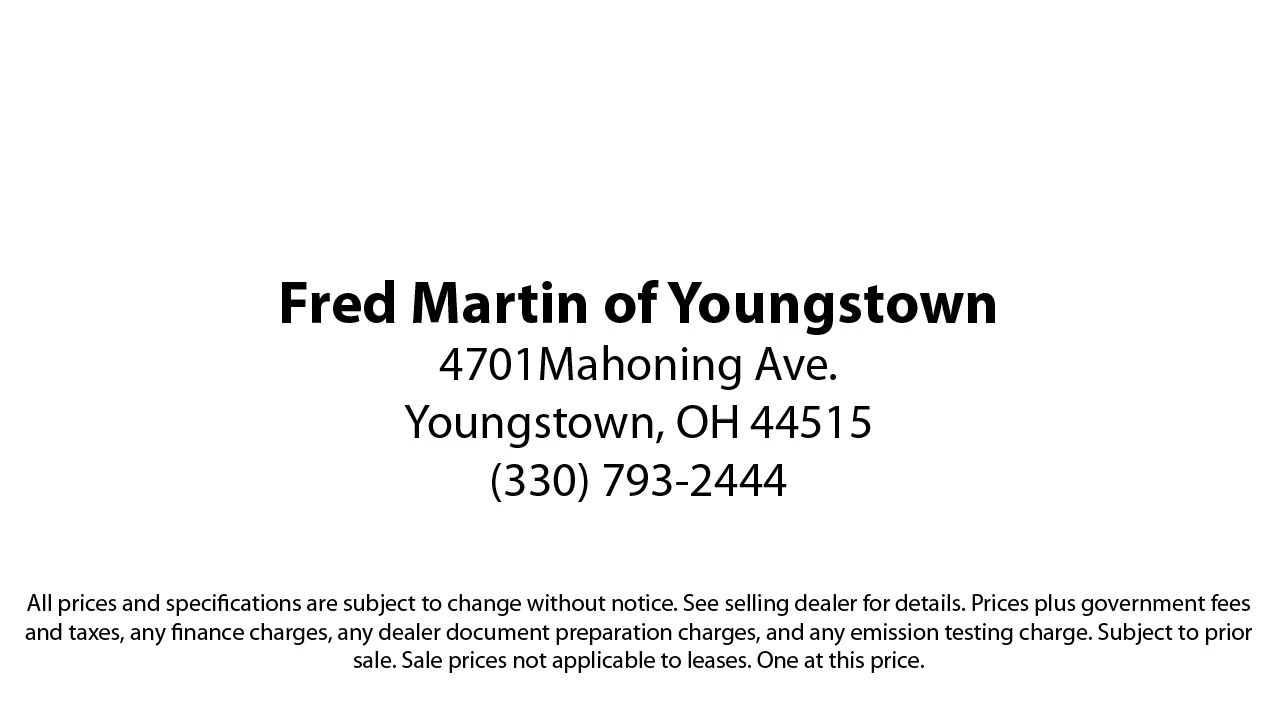 Fred Martin of Youngstown
4701Mahoning Ave.
Youngstown, OH 44515
(330) 793-2444
All prices and specifications are subject to change without notice. See selling dealer for details. Prices plus government fees
and taxes, any finance charges, any dealer document preparation charges, and any emission testing charge. Subject to prior
sale. Sale prices not applicable to leases. One at this price.